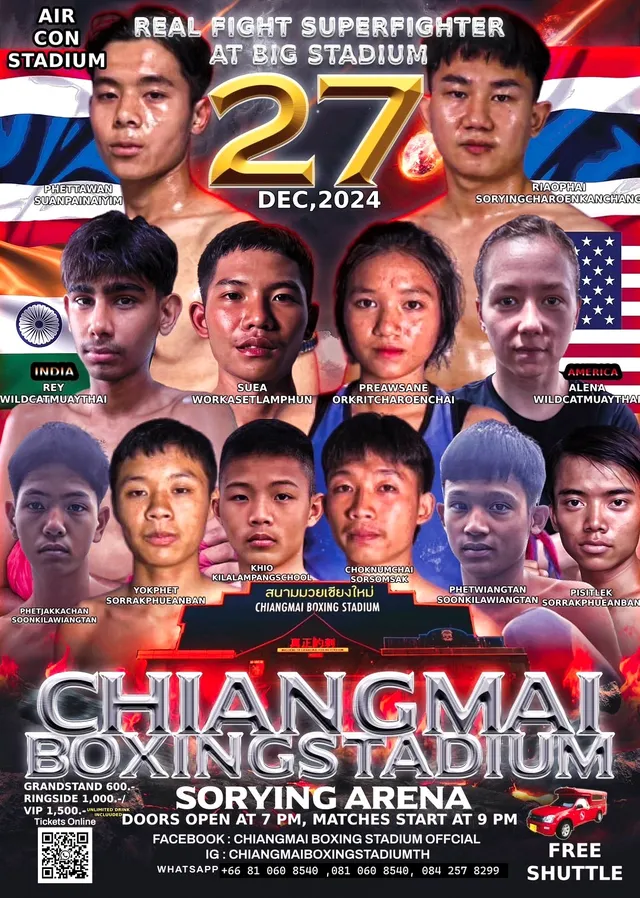 AIR
CON
STADIUM
REAL FIGHT SUPERFIGHTER
AT BIG STADIUM
27
DEC,2024
PHETTAWAN
SUANPAINAIYIM
RIAOPHAI
SORYINGCHAROENKANCHANG
INDIA
REY
WILDCATMUAYTHAI
SUEA
WORKASETLAMPHUN
PREAWSANE
ORKRITCHAROENCHAI
AMERICA
ALENA
WILDCATMUAYTHAI
PHETJAKKACHAN
SOONKILAWIANGTAN
YOKPHET
SORRAKPHUEANBAN
KHIO
KILALAMPANGSCHOOL
CHOKNUMCHAI
SORSOMSAK
PHETWIANGTAN
SOONKILAWIANGTAN
PISITLEK
SORRAKPHUEANBAN
สนามมวยเชียงใหม่
CHIANGMAI BOXING STADIUM
CHIANGMAI
BOXINGSTADIUM
GRANDSTAND 600.-
RINGSIDE 1,000.-/
VIP 1,500.- UNLIMITED DRINK
INCLUUDED
Tickets Online
SORYING ARENA
DOORS OPEN AT 7 PM, MATCHES START AT 9 PM
FACEBOOK : CHIANGMAI BOXING STADIUM OFFCIAL
IG : CHIANGMAIBOXINGSTADIUMTH
WHATSAPP +66 81 060 8540 ,081 060 8540, 084 257 8299
FREE
SHUTTLE